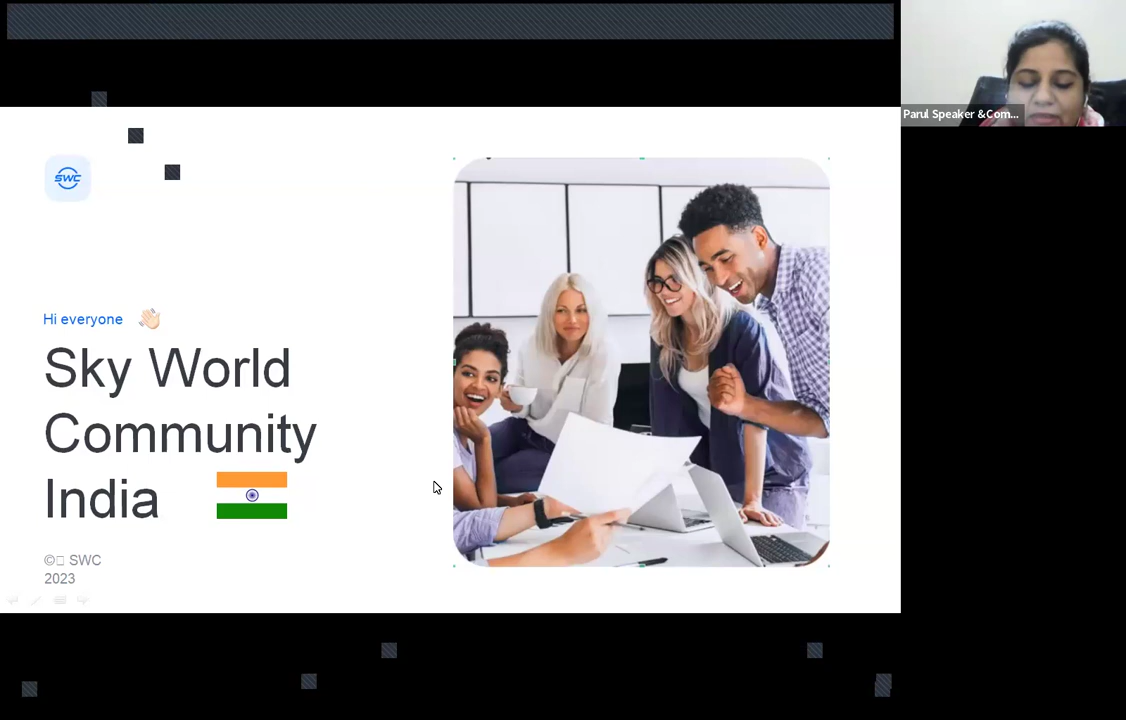 Parul Speaker &Com...
SWC
Hi everyone
Sky World
Community
India
© SWC
2023